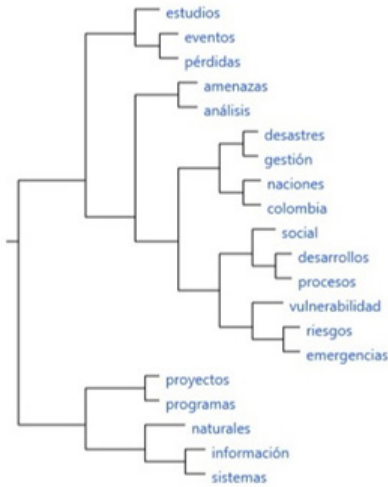 estudios
eventos
pérdidas
amenazas
análisis
desastres
gestión
naciones
colombia
social
desarrollos
procesos
vulnerabilidad
riesgos
emergencias
proyectos
programas
naturales
información
sistemas